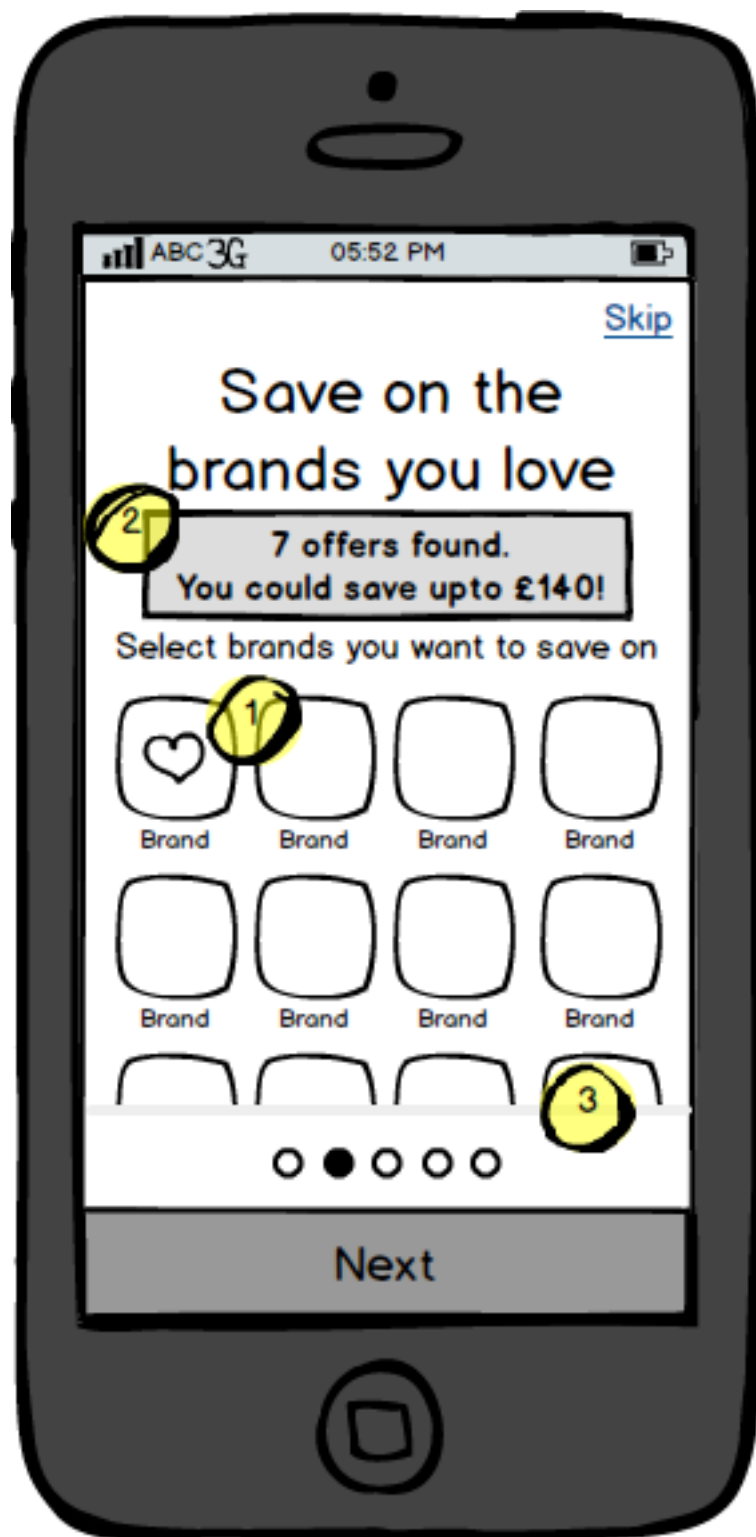 ABC 3G 05:52 PM
Skip
Save on the
brands you love
2
7 offers found.
You could save upto £140!
Select brands you want to save on
1
Brand Brand Brand Brand
Brand Brand Brand Brand
3
Next